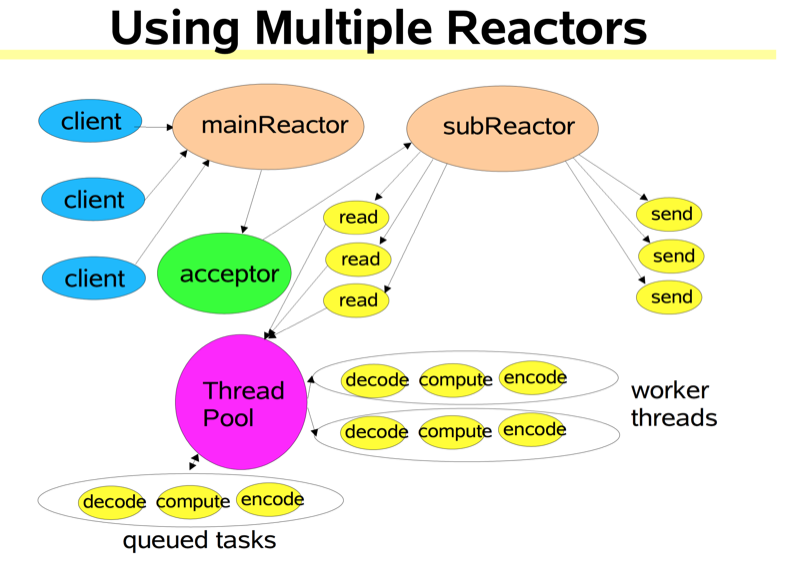 Using Multiple Reactors
client
mainReactor
subReactor
client
client
acceptor
read
read
read
send
send
send
Thread
Pool
decode compute encode
decode compute encode
worker
threads
decode compute encode
queued tasks